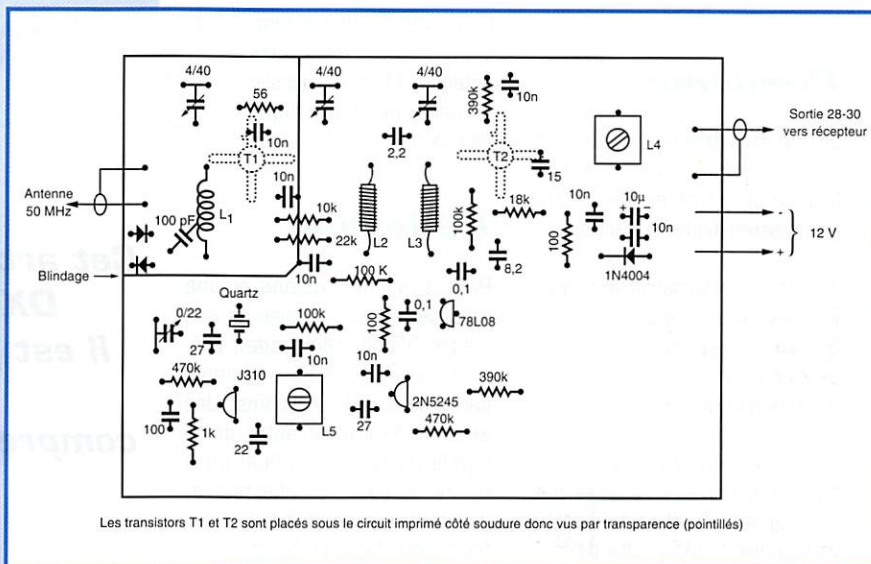 4/40
4/40
4/40
56
10n
T1
390k
10n
Sortie 28-30
vers récepteur
L4
10n
2,2
T2
15
Antenne
50 MHz
100 pF
L1
10k
22k
L2
L3
100k
18k
10n
10µ
-
10n
100
+
12 V
1N4004
8,2
Blindage
10n
100 K
0,1
Quartz
0/22
27
100k
100
0,1
78L08
10n
470k
J310
10n
390k
2N5245
100
1k
22
L5
27
470k
Les transistors T1 et T2 sont placés sous le circuit imprimé côté soudure donc vus par transparence (pointillés)